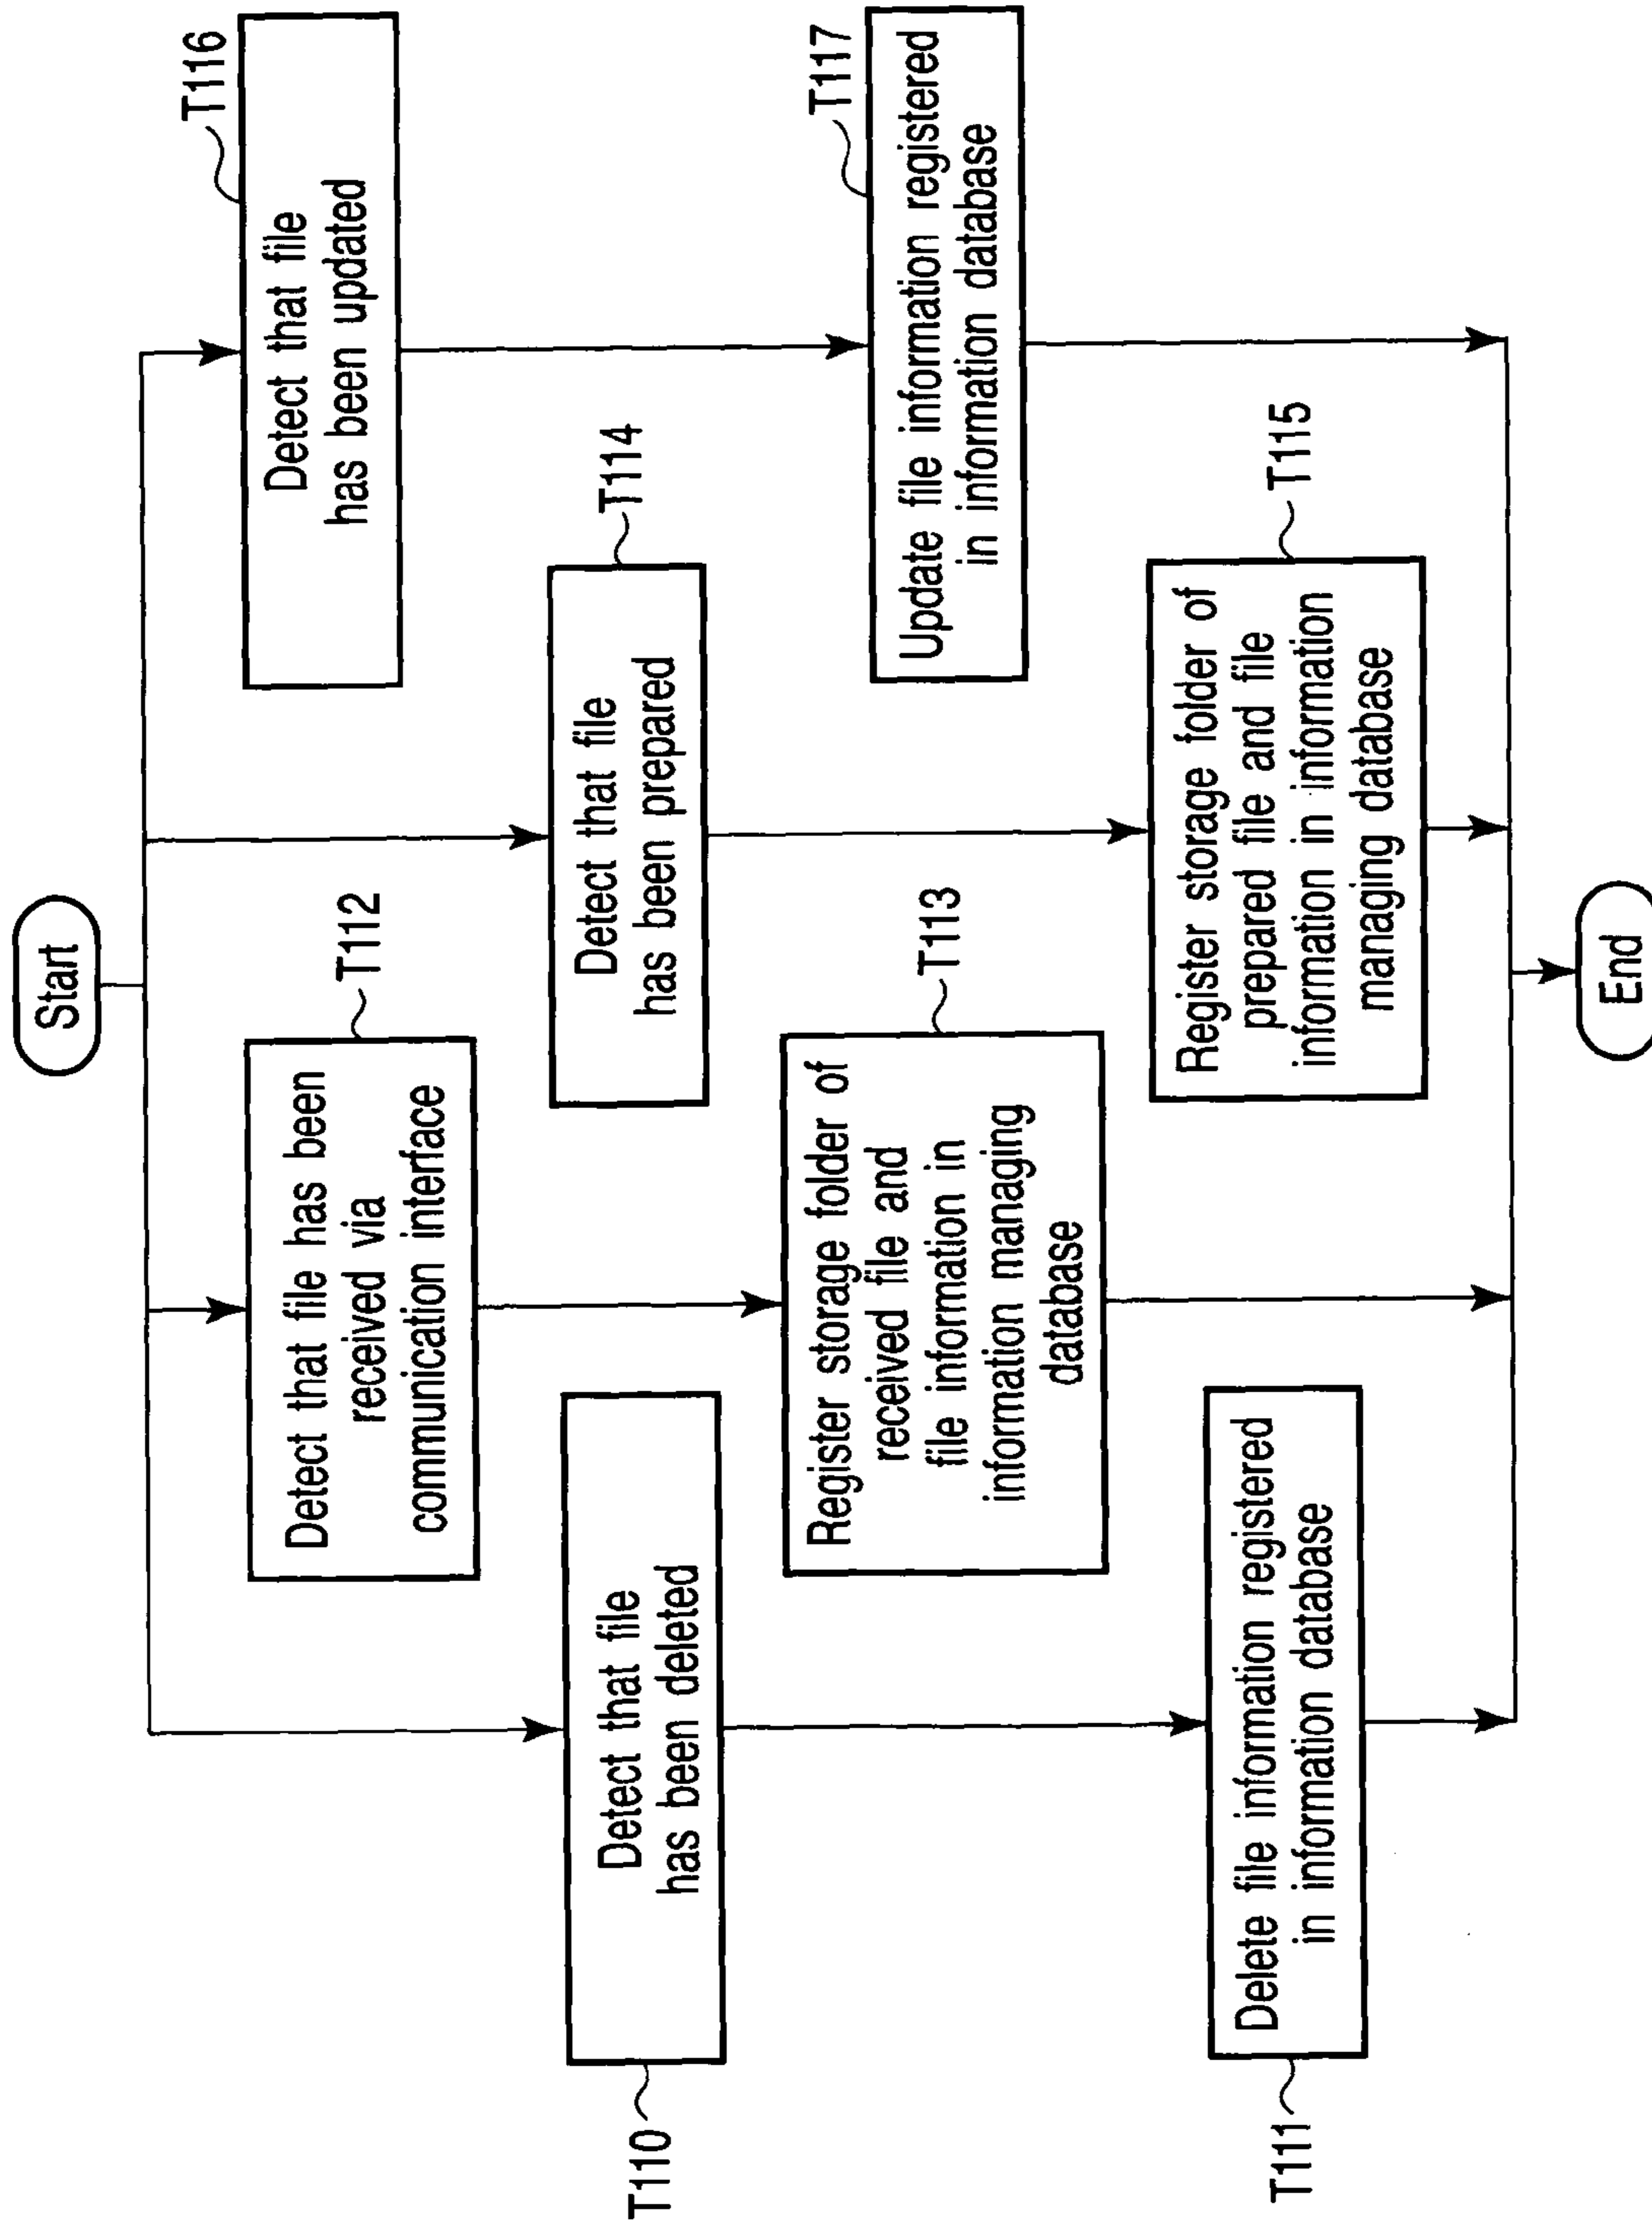 Start
T116
Detect that file
has been updated
T112
Detect that file has been
received via
communication interface
T114
Detect that file
has been prepared
T110
Detect that file
has been deleted
T117
Update file information registered
in information database
T113
Register storage folder of
received file and
file information in
information managing
database
T115
Register storage folder of
prepared file and file
information in information
managing database
T111
Delete file information registered
in information database
End